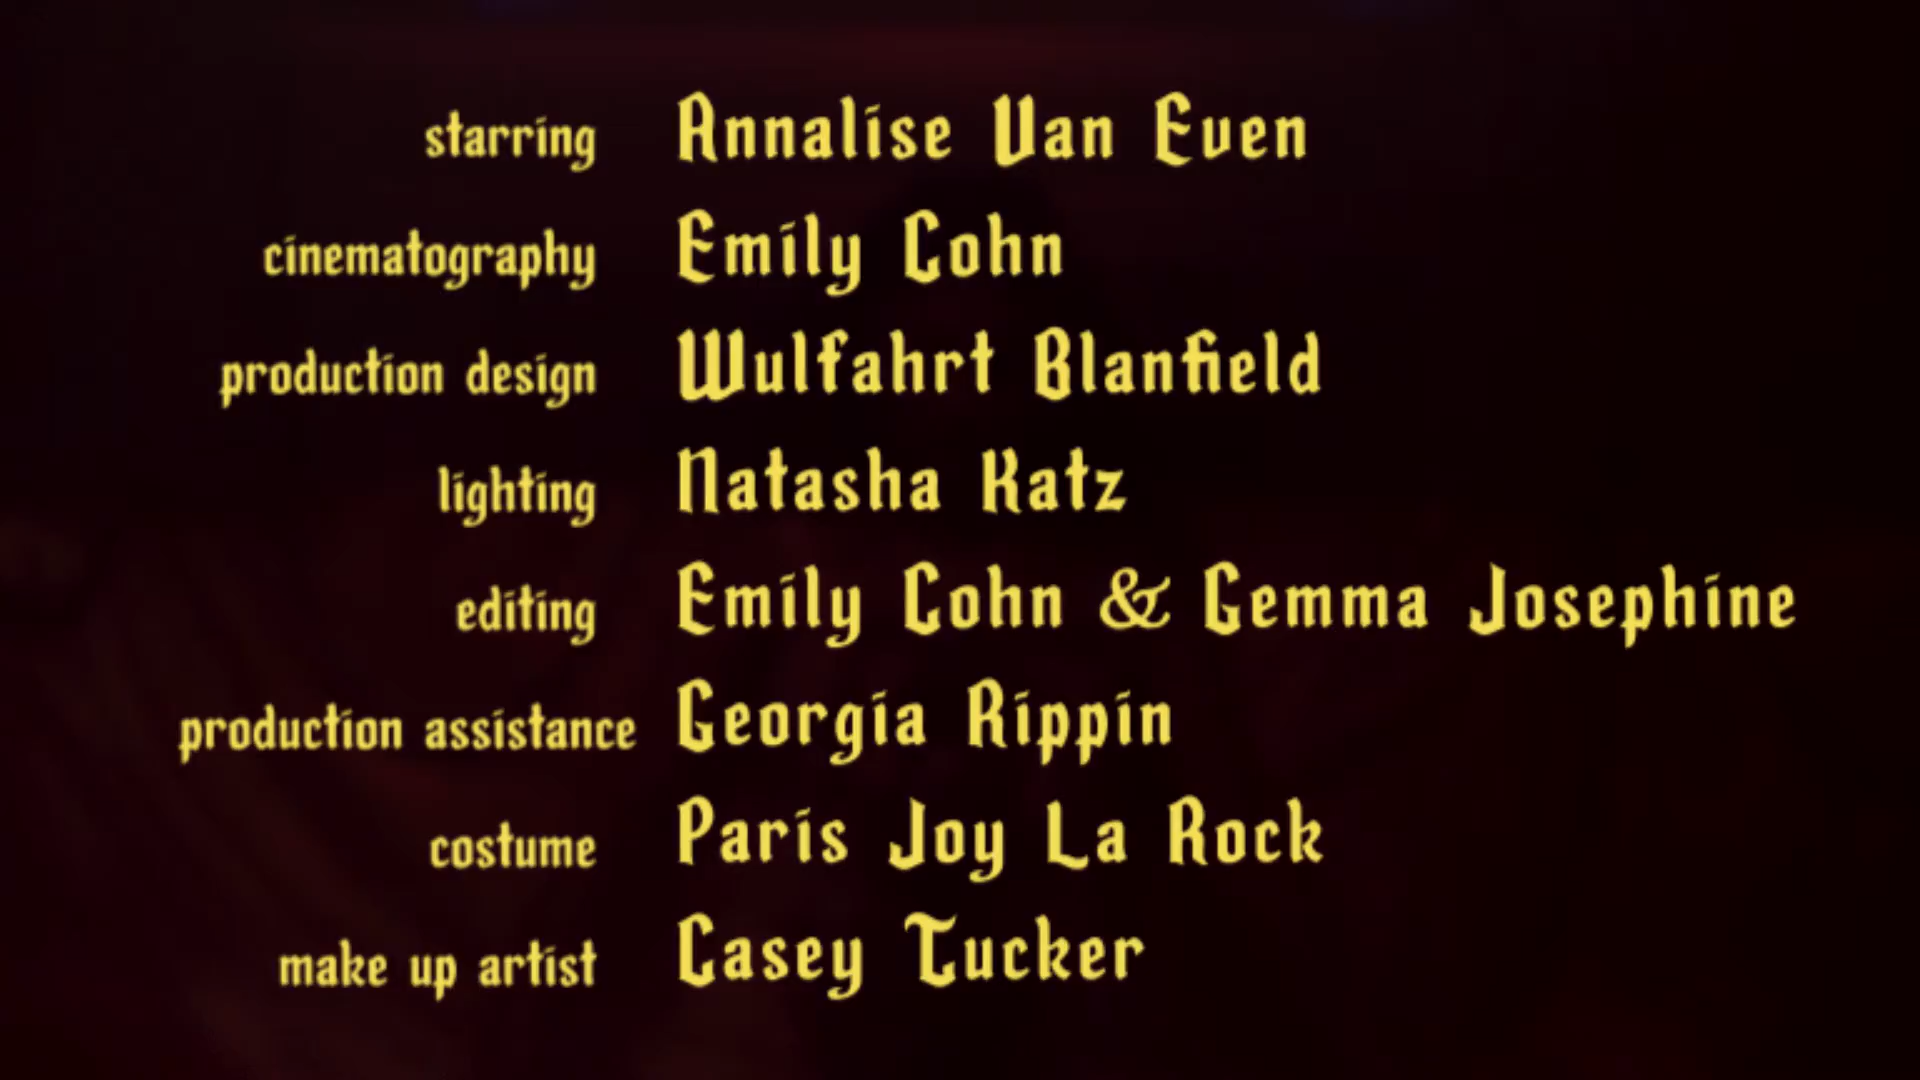 starring Annalise Van Even
cinematography Emily Cohn
production design Wulfahrt Blanfield
lighting Natasha Katz
editing Emily Cohn & Gemma Josephine
production assistance Georgia Rippin
costume Paris Joy La Rock
make up artist Casey Tucker